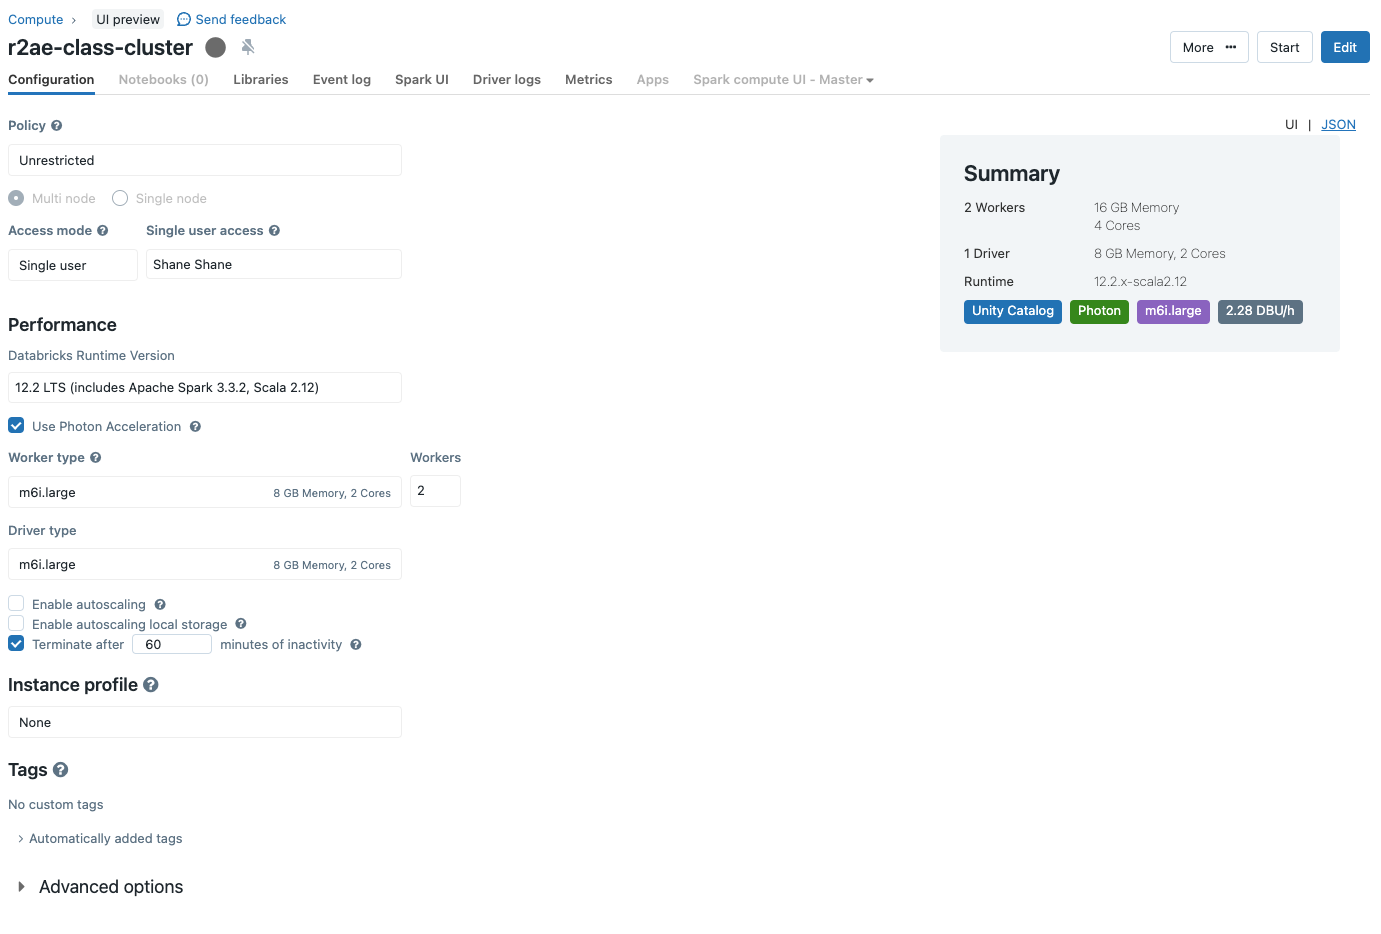 Compute › UI preview Send feedback
r2ae-class-cluster
More ••• Start Edit
Configuration Notebooks (0) Libraries Event log Spark UI Driver logs Metrics Apps Spark compute UI - Master
UI | JSON
Policy ?
Unrestricted
Multi node Single node
Access mode ? Single user access ?
Single user Shane Shane
Performance
Databricks Runtime Version
12.2 LTS (includes Apache Spark 3.3.2, Scala 2.12)
Use Photon Acceleration ?
Worker type ? Workers
m6i.large 8 GB Memory, 2 Cores 2
Driver type
m6i.large 8 GB Memory, 2 Cores
Enable autoscaling ?
Enable autoscaling local storage ?
Terminate after 60 minutes of inactivity ?
Instance profile ?
None
Tags ?
No custom tags
› Automatically added tags
Advanced options
Summary
2 Workers 16 GB Memory
4 Cores
1 Driver 8 GB Memory, 2 Cores
Runtime 12.2.x-scala2.12
Unity Catalog Photon m6i.large 2.28 DBU/h